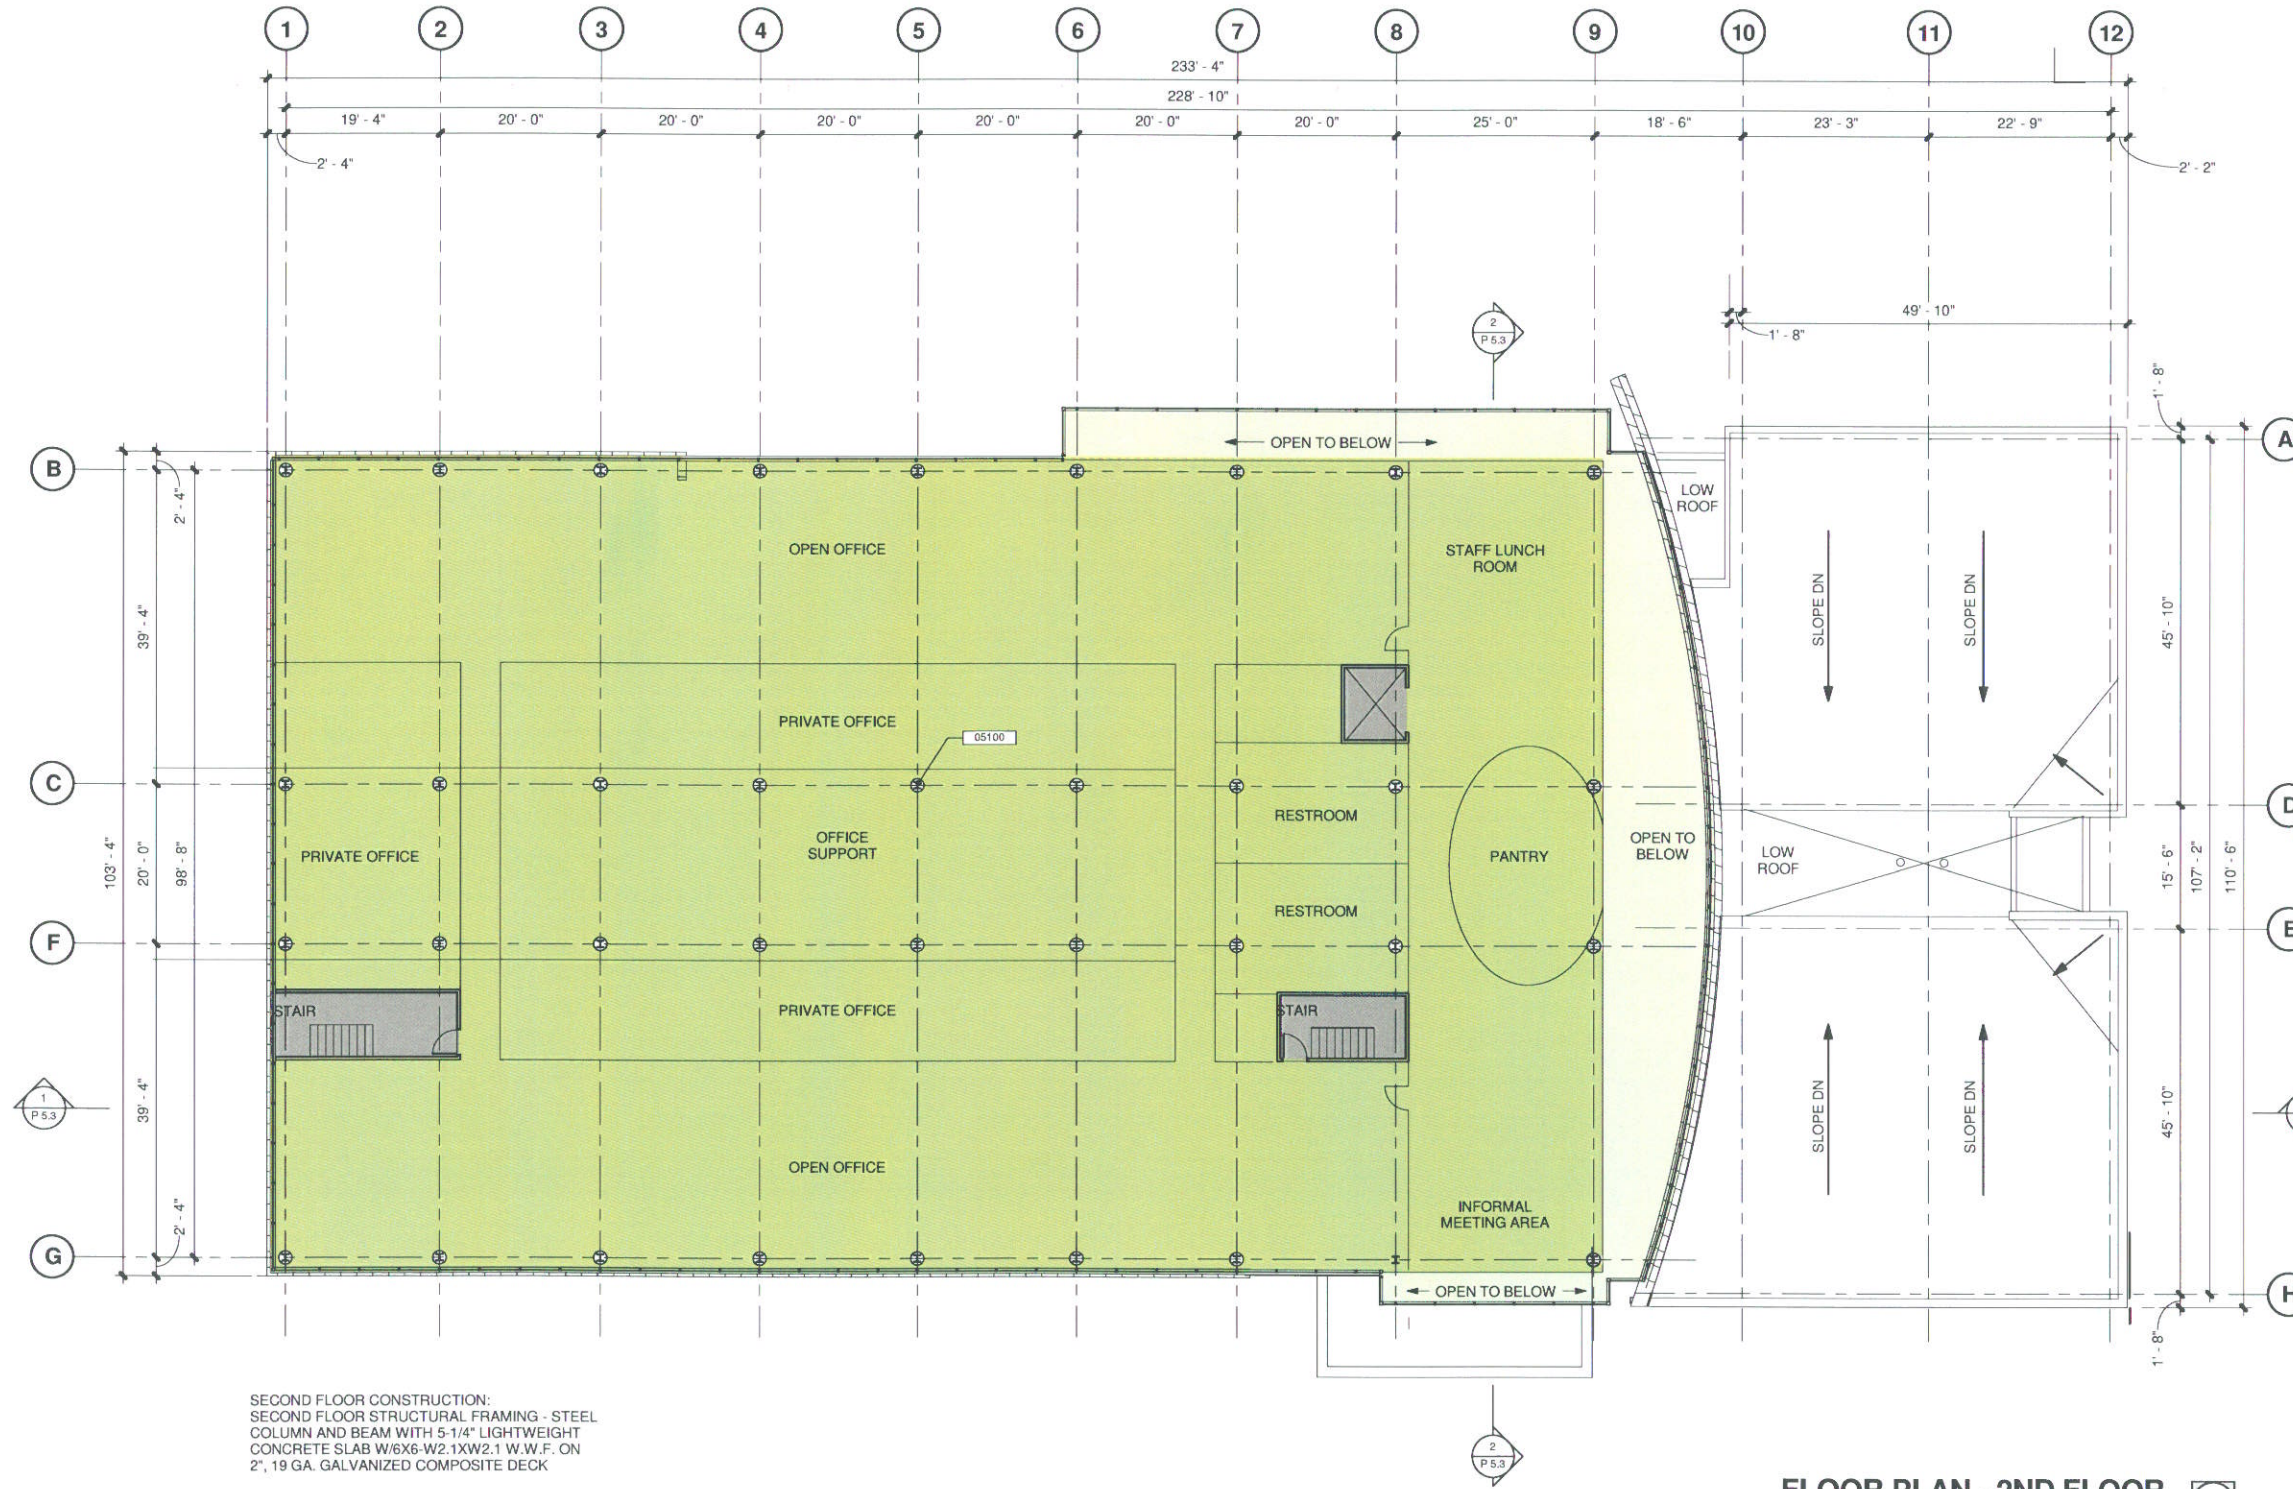 1 2 3 4 5 6 7 8 9 10 11 12
233' - 4"
228' - 10"
19' - 4" 20' - 0" 20' - 0" 20' - 0" 20' - 0" 20' - 0" 20' - 0" 25' - 0" 18' - 6" 23' - 3" 22' - 9"
2' - 4"
2' - 2"
49' - 10"
1' - 8"
2
P 5.3
1' - 8"
A
OPEN TO BELOW
B
2' - 4"
LOW
ROOF
OPEN OFFICE
STAFF LUNCH
ROOM
39' - 4"
SLOPE DN
SLOPE DN
45' - 10"
PRIVATE OFFICE
05100
C
D
RESTROOM
OFFICE
SUPPORT
PRIVATE OFFICE
PANTRY
OPEN TO
BELOW
LOW
ROOF
103' - 4"
20' - 0"
98' - 8"
15' - 6"
107' - 2"
110' - 6"
RESTROOM
F
STAIR
PRIVATE OFFICE
STAIR
39' - 4"
1
P 5.3
SLOPE DN
SLOPE DN
45' - 10"
OPEN OFFICE
INFORMAL
MEETING AREA
2' - 4"
G
OPEN TO BELOW
1' - 8"
SECOND FLOOR CONSTRUCTION:
SECOND FLOOR STRUCTURAL FRAMING - STEEL
COLUMN AND BEAM WITH 5-1/4" LIGHTWEIGHT
CONCRETE SLAB W/6X6-W2.1XW2.1 W.W.F. ON
2", 19 GA. GALVANIZED COMPOSITE DECK
2
P 5.3
FLOOR PLAN - 2ND FLOOR